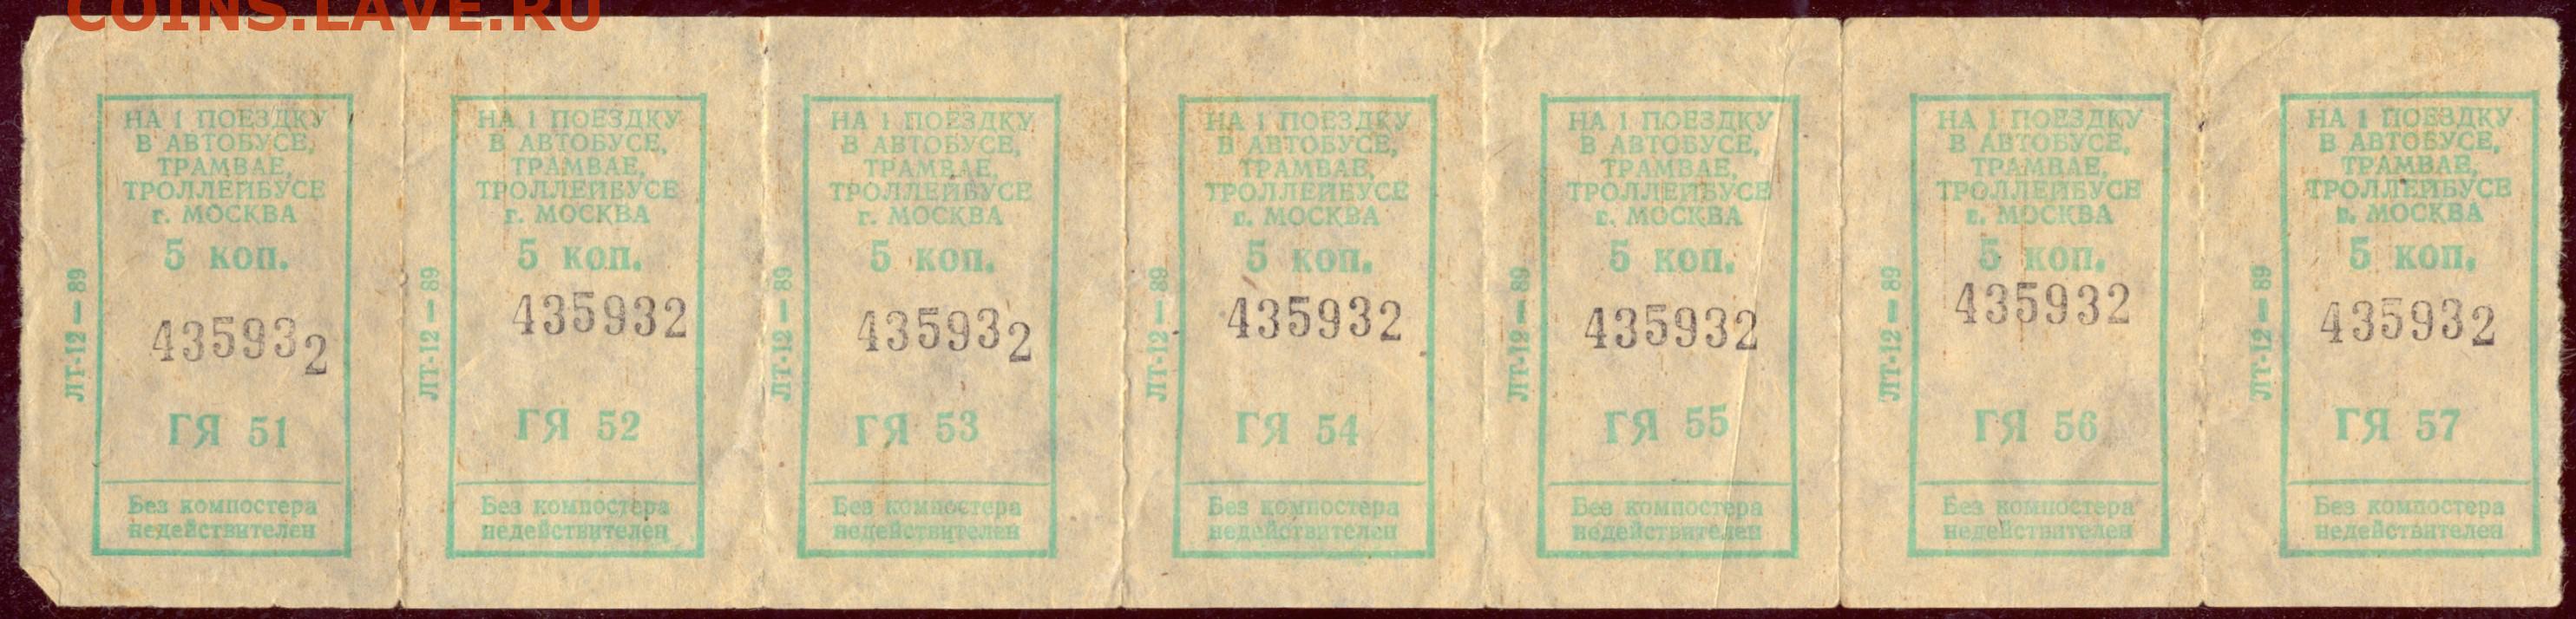 COINS.LAVE.RU
ЛТ-12—89
НА 1 ПОЕЗДКУ
В АВТОБУСЕ,
ТРАМВАЕ,
ТРОЛЛЕЙБУСЕ
г. МОСКВА
5 коп.
435932
ГЯ 51
Без компостера
недействителен
ЛТ-12—89
НА 1 ПОЕЗДКУ
В АВТОБУСЕ,
ТРАМВАЕ,
ТРОЛЛЕЙБУСЕ
г. МОСКВА
5 коп.
435932
ГЯ 52
Без компостера
недействителен
ЛТ-12—89
НА 1 ПОЕЗДКУ
В АВТОБУСЕ,
ТРАМВАЕ,
ТРОЛЛЕЙБУСЕ
г. МОСКВА
5 коп.
435932
ГЯ 53
Без компостера
недействителен
ЛТ-12—89
НА 1 ПОЕЗДКУ
В АВТОБУСЕ,
ТРАМВАЕ,
ТРОЛЛЕЙБУСЕ
г. МОСКВА
5 коп.
435932
ГЯ 54
Без компостера
недействителен
ЛТ-12—89
НА 1 ПОЕЗДКУ
В АВТОБУСЕ,
ТРАМВАЕ,
ТРОЛЛЕЙБУСЕ
г. МОСКВА
5 коп.
435932
ГЯ 55
Без компостера
недействителен
ЛТ-12—89
НА 1 ПОЕЗДКУ
В АВТОБУСЕ,
ТРАМВАЕ,
ТРОЛЛЕЙБУСЕ
г. МОСКВА
5 коп.
435932
ГЯ 56
Без компостера
недействителен
ЛТ-12—89
НА 1 ПОЕЗДКУ
В АВТОБУСЕ,
ТРАМВАЕ,
ТРОЛЛЕЙБУСЕ
г. МОСКВА
5 коп.
435932
ГЯ 57
Без компостера
недействителен